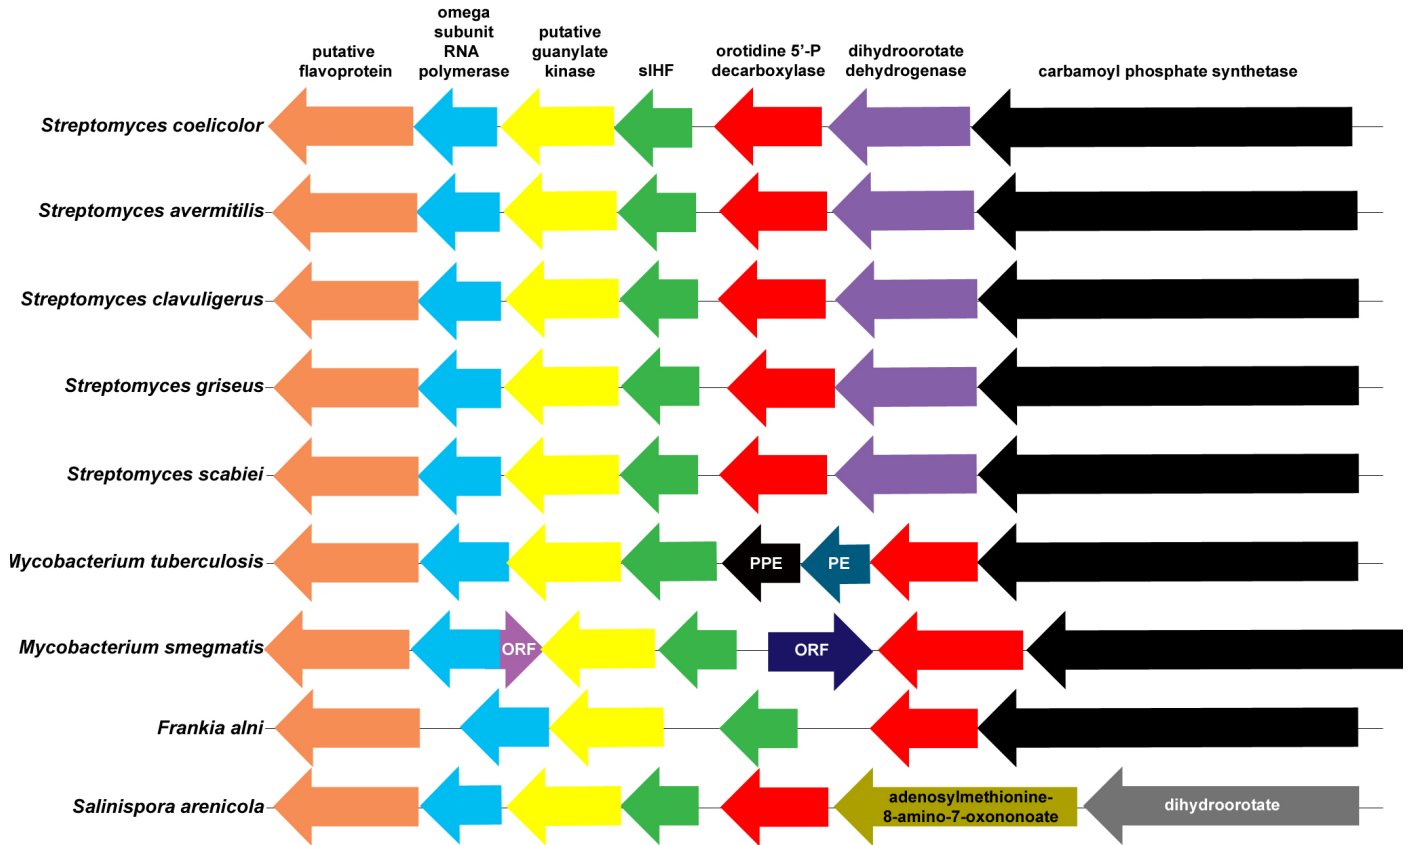 omega
subunit
RNA
polymerase
putative
flavoprotein
putative
guanylate
kinase
sIHF
orotidine 5'-P
decarboxylase
dihydroorotate
dehydrogenase
carbamoyl phosphate synthetase
Streptomyces coelicolor
Streptomyces avermitilis
Streptomyces clavuligerus
Streptomyces griseus
Streptomyces scabiei
Mycobacterium tuberculosis
PPE
PE
Mycobacterium smegmatis
ORF
ORF
Frankia alni
Salinispora arenicola
adenosylmethionine-
8-amino-7-oxononoate
dihydroorotate